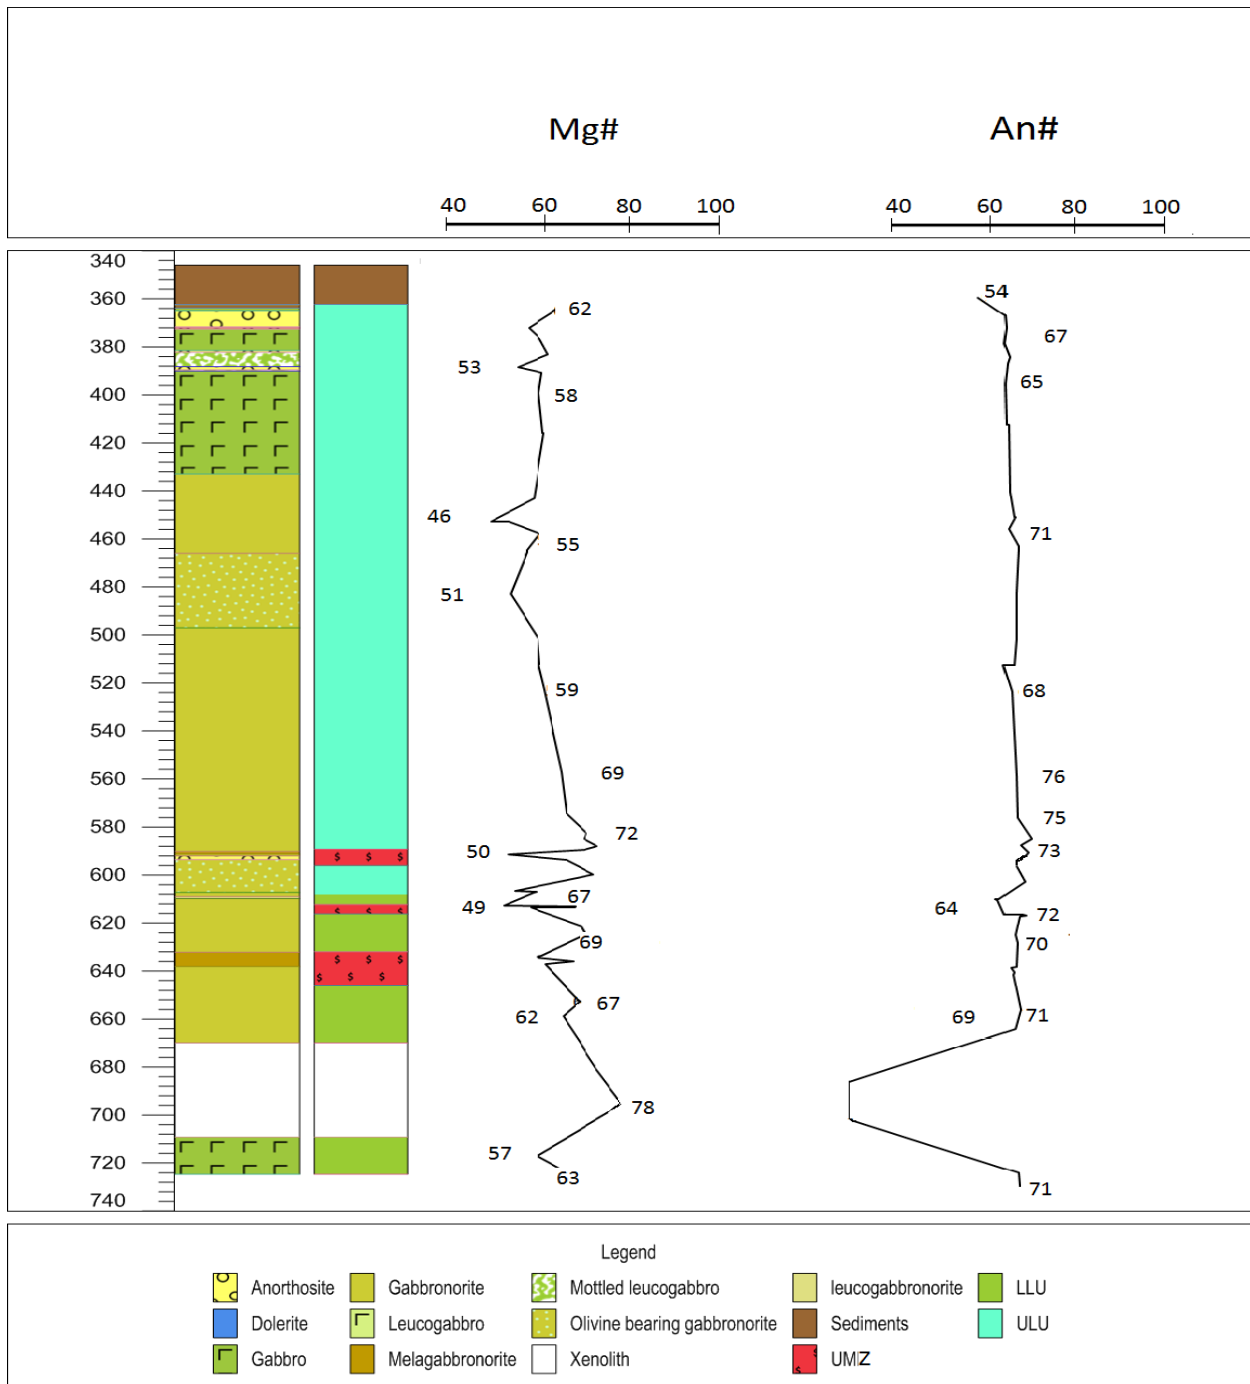 Mg# An#
40 60 80 100 40 60 80 100
340
360 62 54
380 67
53 65
400 58
420
440
46 71
460 55
480 51
500
520 59 68
540
560 69 76
580 72 75
50 73
600 67
49 64 72
620 69 70
640
62 67 69 71
660
680
700 78
57
720 63
740 71
Legend
Anorthosite Gabbronorite Mottled leucogabbro leucogabbronorite LLU
Dolerite Leucogabbro Olivine bearing gabbronorite Sediments ULU
Gabbro Melagabbronorite Xenolith UMZ